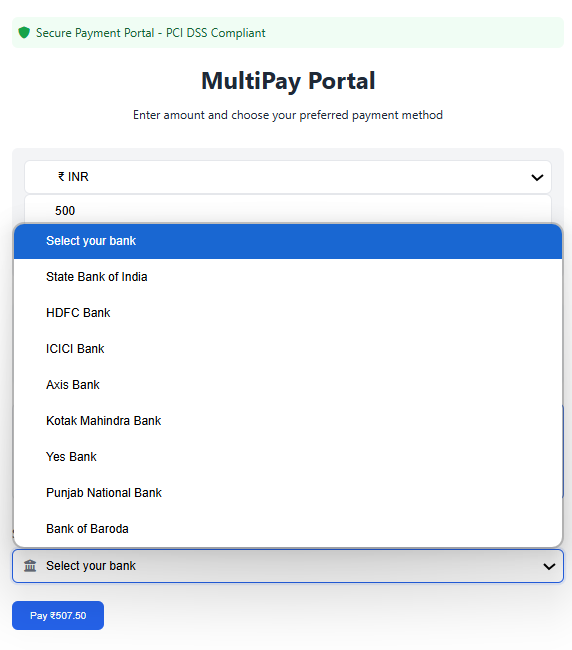 Secure Payment Portal - PCI DSS Compliant
MultiPay Portal
Enter amount and choose your preferred payment method
₹ INR
500
Select your bank
State Bank of India
HDFC Bank
ICICI Bank
Axis Bank
Kotak Mahindra Bank
Yes Bank
Punjab National Bank
Bank of Baroda
Select your bank
Pay ₹507.50